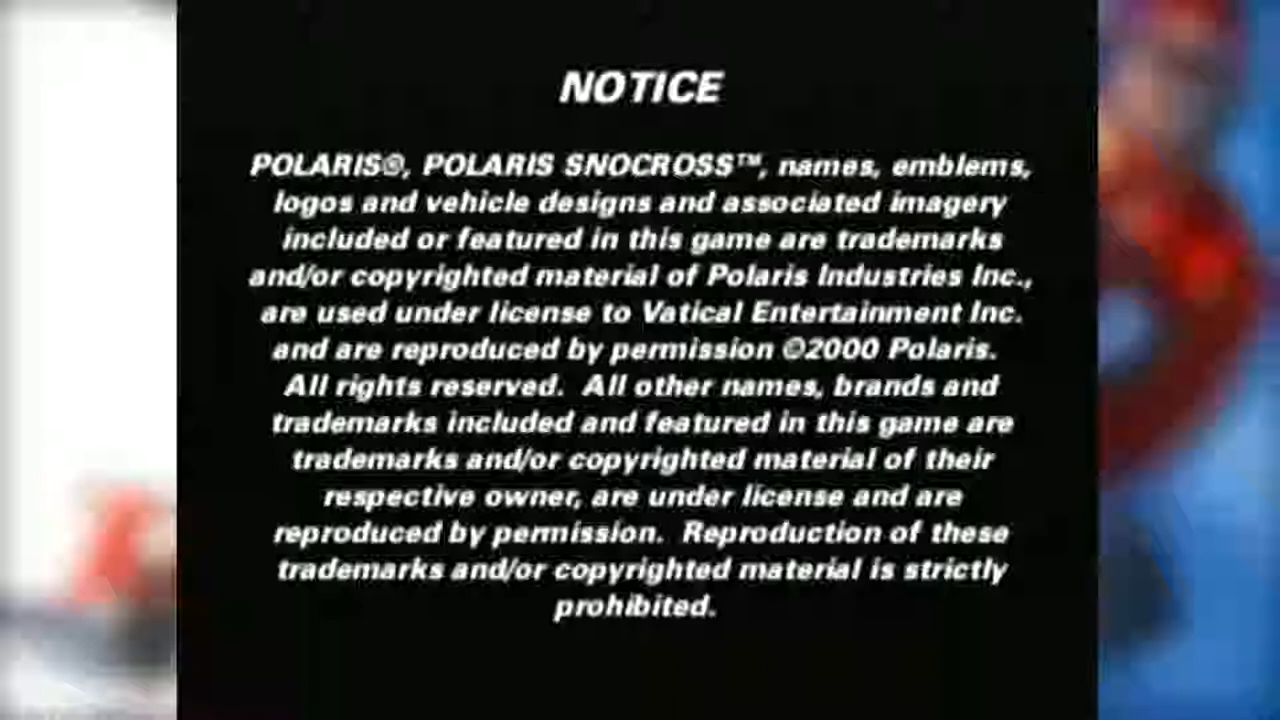 NOTICE
POLARIS®, POLARIS SNOCROSS™, names, emblems,
logos and vehicle designs and associated imagery
included or featured in this game are trademarks
and/or copyrighted material of Polaris Industries Inc.,
are used under license to Vatical Entertainment Inc.
and are reproduced by permission ©2000 Polaris.
All rights reserved.  All other names, brands and
trademarks included and featured in this game are
trademarks and/or copyrighted material of their
respective owner, are under license and are
reproduced by permission.  Reproduction of these
trademarks and/or copyrighted material is strictly
prohibited.